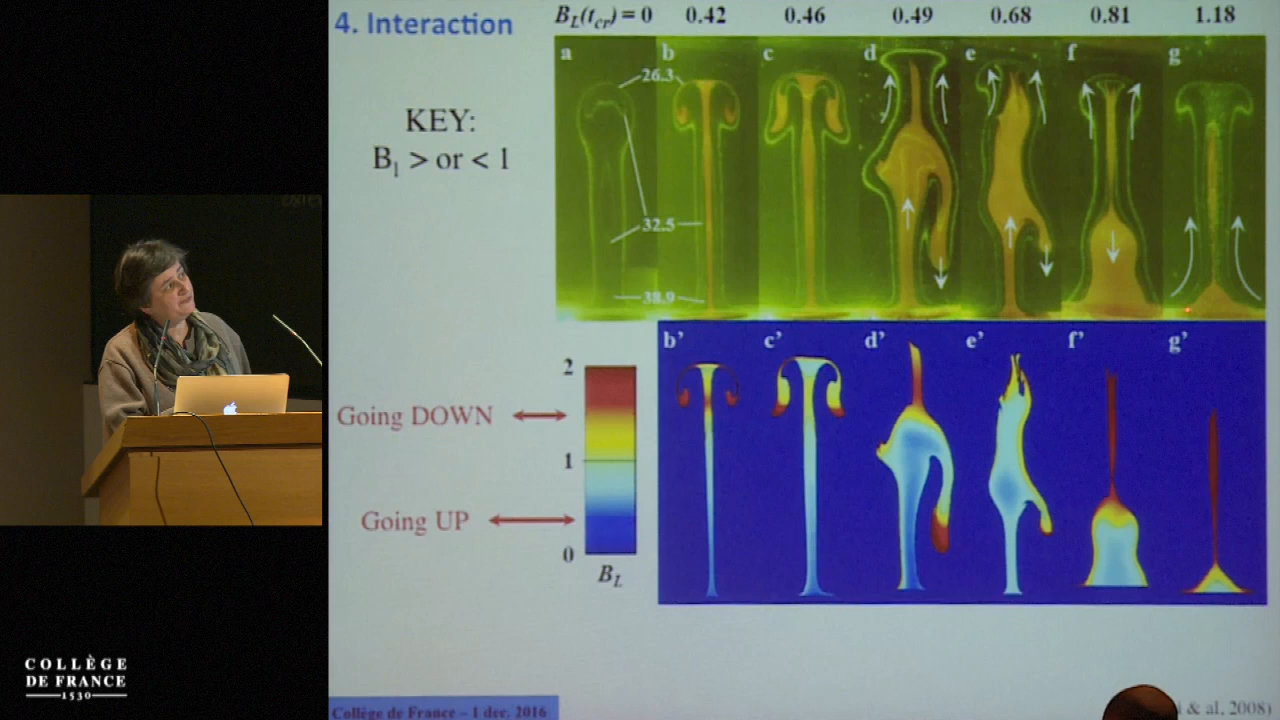 4. Interaction
B_L(t_cr) = 0 0.42 0.46 0.49 0.68 0.81 1.18
a b c d e f g
26.3
32.5
38.9
KEY:
B_l > or < 1
b' c' d' e' f' g'
2
Going DOWN
1
Going UP
0
B_L
COLLÈGE
DE FRANCE
1530
Collège de France – 1 dec. 2016
& al, 2008)